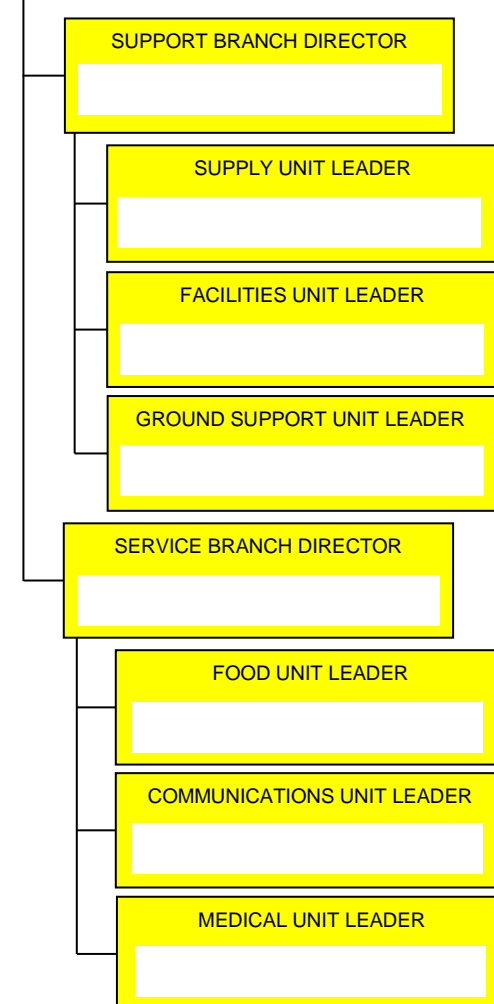 SUPPORT BRANCH DIRECTOR
SUPPLY UNIT LEADER
FACILITIES UNIT LEADER
GROUND SUPPORT UNIT LEADER
SERVICE BRANCH DIRECTOR
FOOD UNIT LEADER
COMMUNICATIONS UNIT LEADER
MEDICAL UNIT LEADER